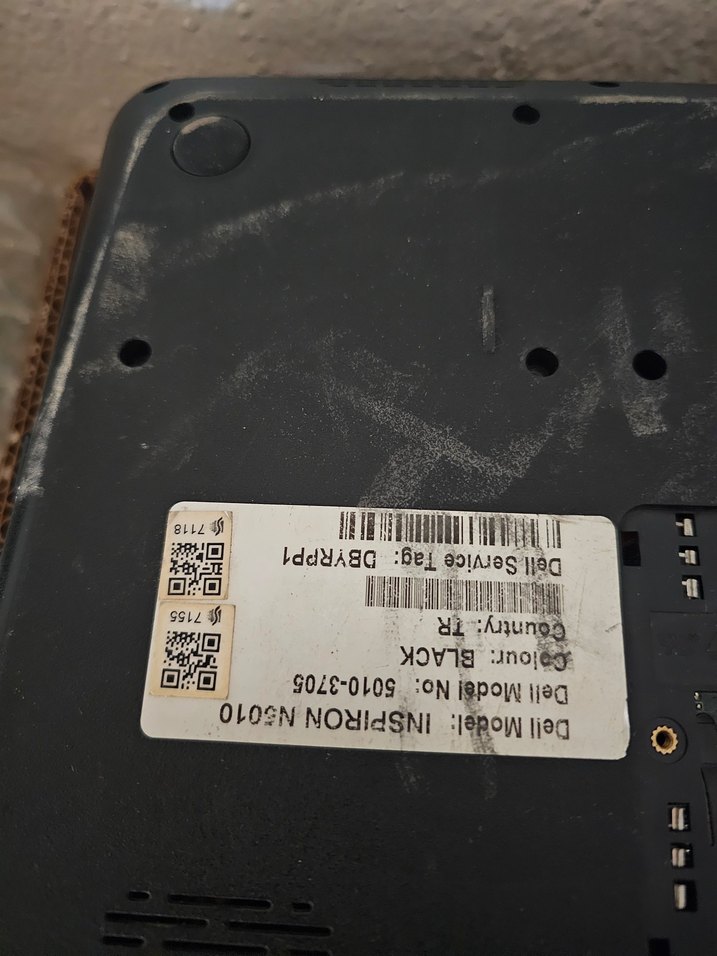 Dell Model: INSPIRON N5010
Dell Model No: 5010-3705
Colour: BLACK
Country: TR
Dell Service Tag: DBYRPP1
7155
7118